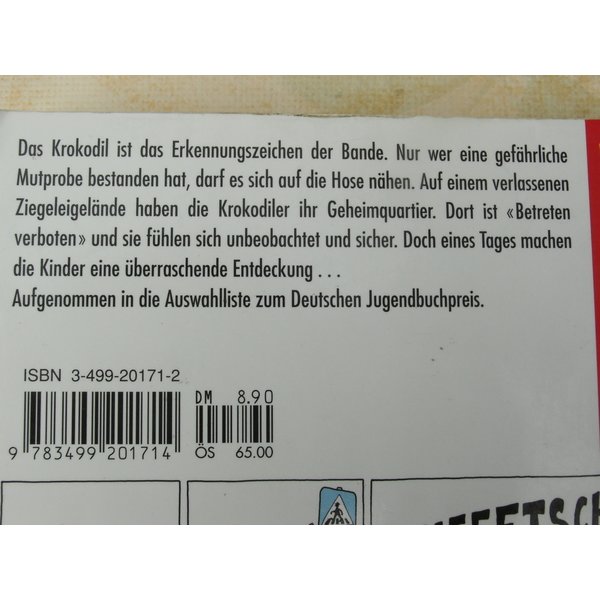 Das Krokodil ist das Erkennungszeichen der Bande. Nur wer eine gefährliche
Mutprobe bestanden hat, darf es sich auf die Hose nähen. Auf einem verlassenen
Ziegeleigelände haben die Krokodiler ihr Geheimquartier. Dort ist «Betreten
verboten» und sie fühlen sich unbeobachtet und sicher. Doch eines Tages machen
die Kinder eine überraschende Entdeckung . . .
Aufgenommen in die Auswahlliste zum Deutschen Jugendbuchpreis.
ISBN 3-499-20171-2
DM 8.90
9 783499 201714
ÖS 65.00